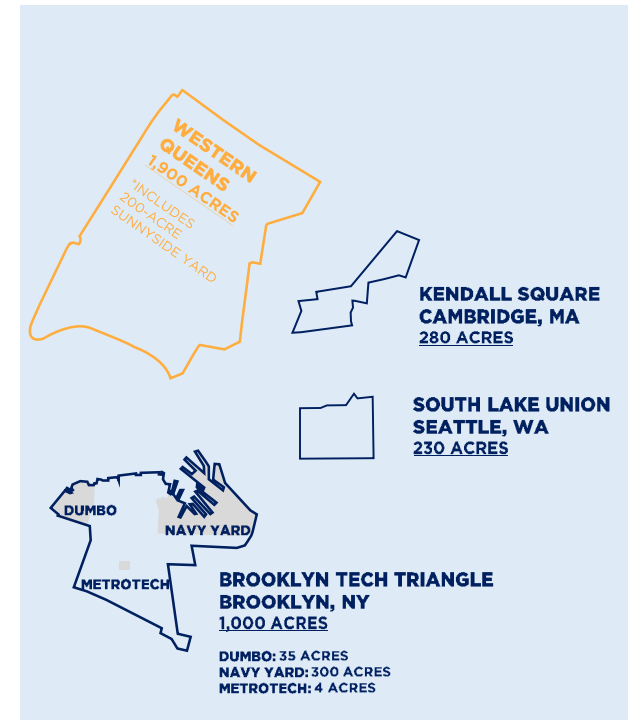 WESTERN
QUEENS
1,900 ACRES
*INCLUDES
200-ACRE
SUNNYSIDE YARD
KENDALL SQUARE
CAMBRIDGE, MA
280 ACRES
SOUTH LAKE UNION
SEATTLE, WA
230 ACRES
DUMBO
NAVY YARD
METROTECH
BROOKLYN TECH TRIANGLE
BROOKLYN, NY
1,000 ACRES
DUMBO: 35 ACRES
NAVY YARD: 300 ACRES
METROTECH: 4 ACRES